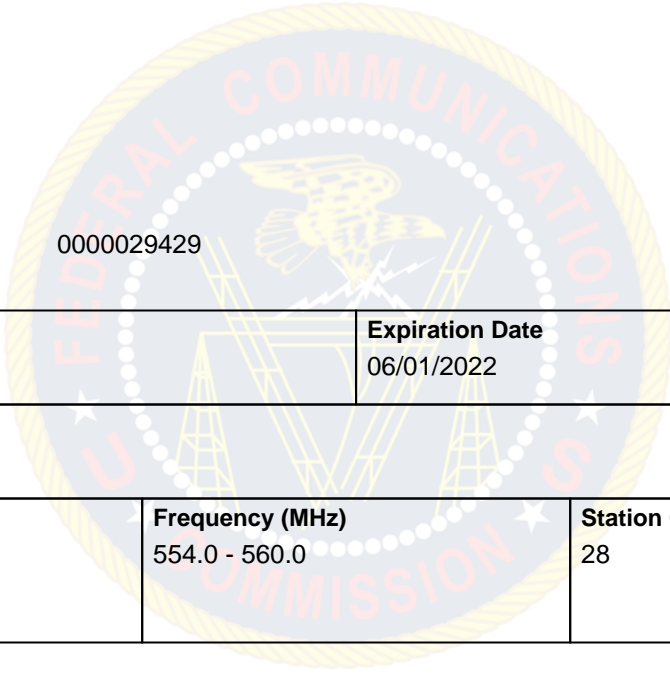 FEDERAL COMMUNICATIONS
0000029429
Expiration Date
06/01/2022
Frequency (MHz)
554.0 - 560.0
Station
28
U S
COMMISSION